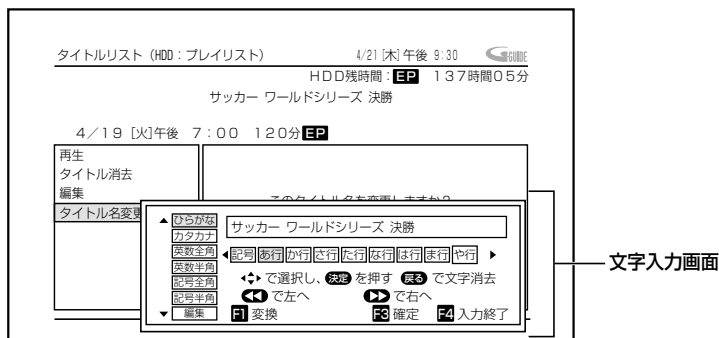 タイトルリスト（HDD：プレイリスト） 4/21[木]午後 9:30 GGUIDE
HDD残時間：EP 137時間05分
サッカー ワールドシリーズ 決勝
4／19［火］午後 7：00 120分EP
再生
タイトル消去
編集
タイトル名変更
このタイトル名を変更しますか？
ひらがな
カタカナ
英数全角
英数半角
記号全角
記号半角
編集
サッカー ワールドシリーズ 決勝
記号 あ行 か行 さ行 た行 な行 は行 ま行 や行
で選択し、決定 を押す 戻る で文字消去
で左へ で右へ
F1 変換 F3 確定 F4 入力終了
文字入力画面